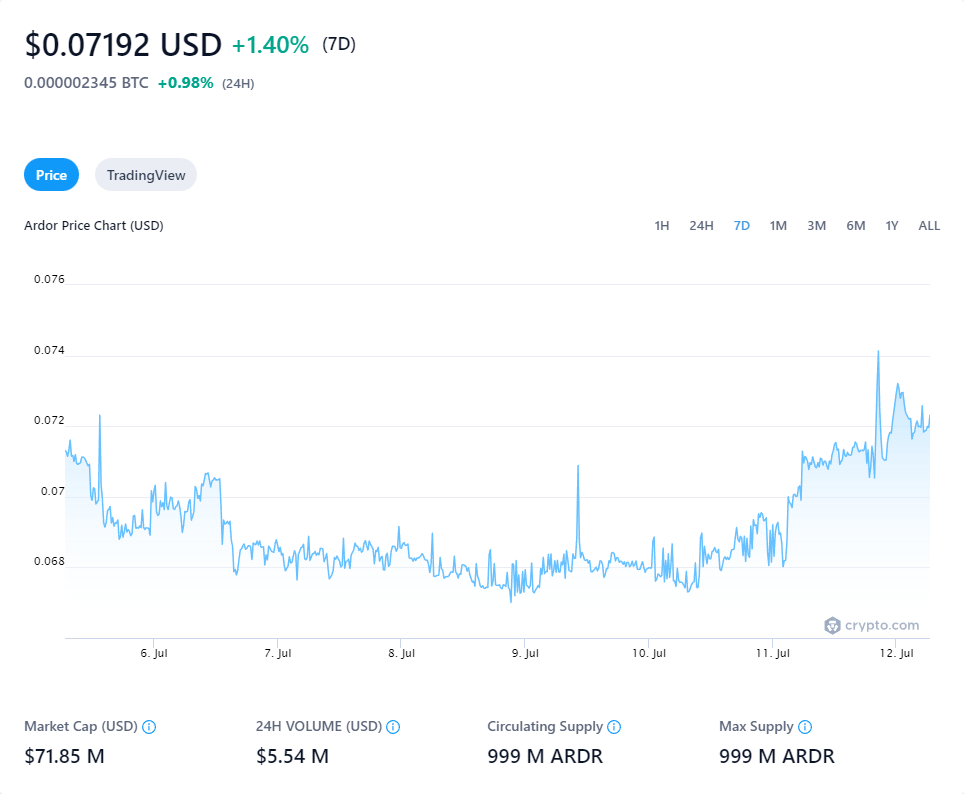 $0.07192 USD +1.40% (7D)
0.000002345 BTC +0.98% (24H)
Price TradingView
Ardor Price Chart (USD) 1H 24H 7D 1M 3M 6M 1Y ALL
0.076
0.074
0.072
0.07
0.068
crypto.com
6. Jul 7. Jul 8. Jul 9. Jul 10. Jul 11. Jul 12. Jul
Market Cap (USD) 24H VOLUME (USD) Circulating Supply Max Supply
$71.85 M $5.54 M 999 M ARDR 999 M ARDR